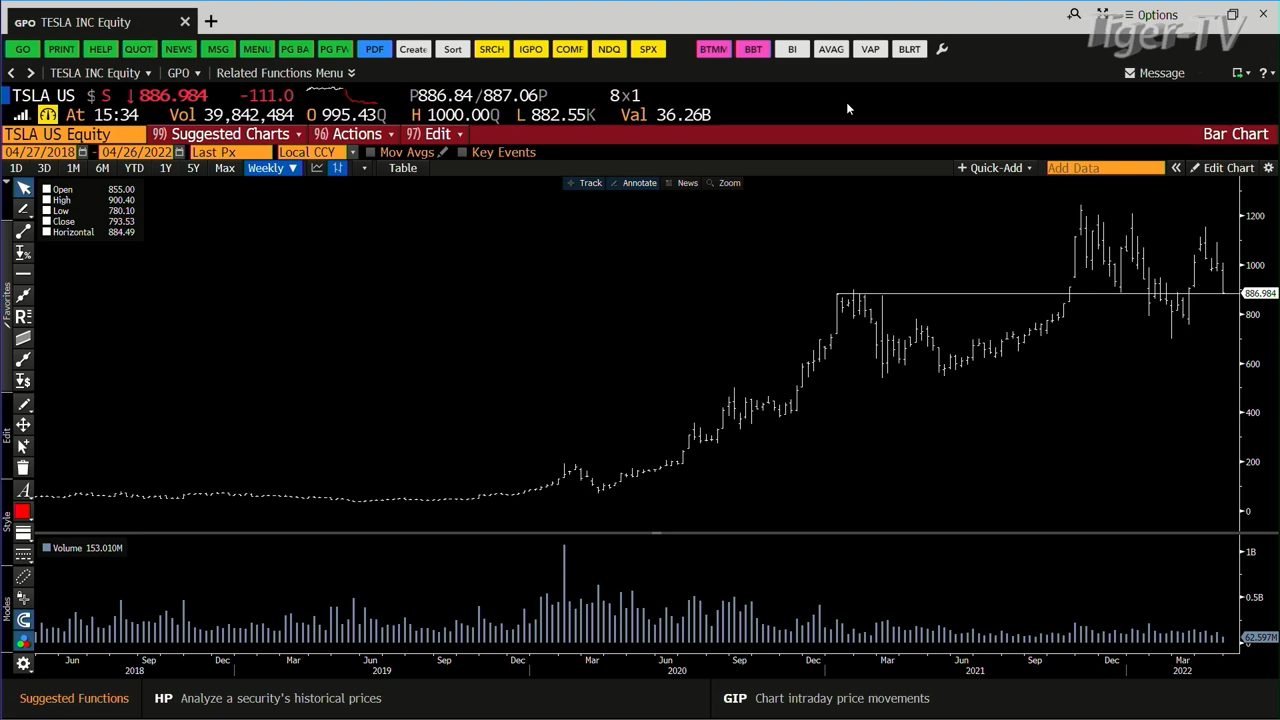 GPO TESLA INC Equity × +
Options
Tiger-TV
GO PRINT HELP QUOT NEWS MSG MENU PG BA PG FW PDF Create Sort SRCH IGPO COMF NDQ SPX BTMM BBT BI AVAG VAP BLRT
TESLA INC Equity GPO Related Functions Menu Message
TSLA US $ S ↓886.984 -111.0 P886.84/887.06P 8x1
At 15:34 Vol 39,842,484 O 995.43Q H 1000.00Q L 882.55K Val 36.26B
TSLA US Equity 99) Suggested Charts 96) Actions 97) Edit Bar Chart
04/27/2018 - 04/26/2022 Last Px Local CCY Mov Avgs Key Events
1D 3D 1M 6M YTD 1Y 5Y Max Weekly ▼ Table + Quick-Add Add Data « Edit Chart
Track Annotate News Zoom
Open 855.00
High 900.40
Low 780.10
Close 793.53
Horizontal 884.49
1200
1000
886.984
800
600
400
200
0
Favorites
Edit
Style
Modes
Volume 153.010M
1B
0.5B
62.597M
0
Jun Sep Dec Mar Jun Sep Dec Mar Jun Sep Dec Mar Jun Sep Dec Mar
2018 2019 2020 2021 2022
Suggested Functions HP Analyze a security's historical prices GIP Chart intraday price movements